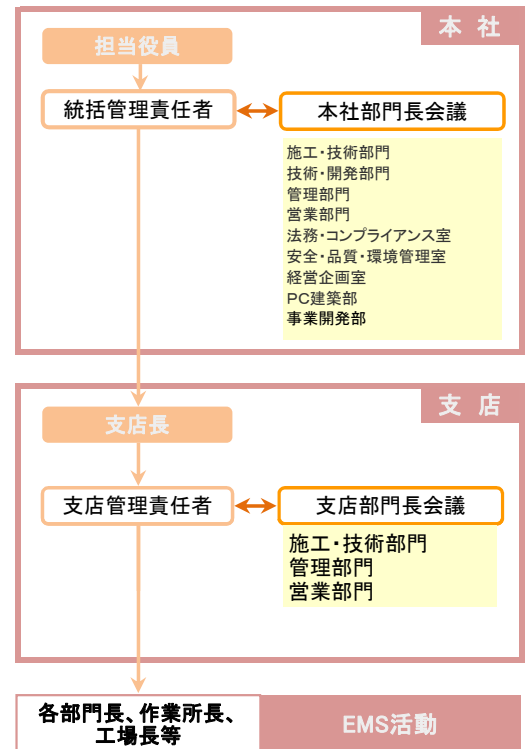 本社
担当役員
統括管理責任者
本社部門長会議
施工・技術部門
技術・開発部門
管理部門
営業部門
法務・コンプライアンス室
安全・品質・環境管理室
経営企画室
PC建築部
事業開発部
支店
支店長
支店管理責任者
支店部門長会議
施工・技術部門
管理部門
営業部門
各部門長、作業所長、
工場長等
EMS活動